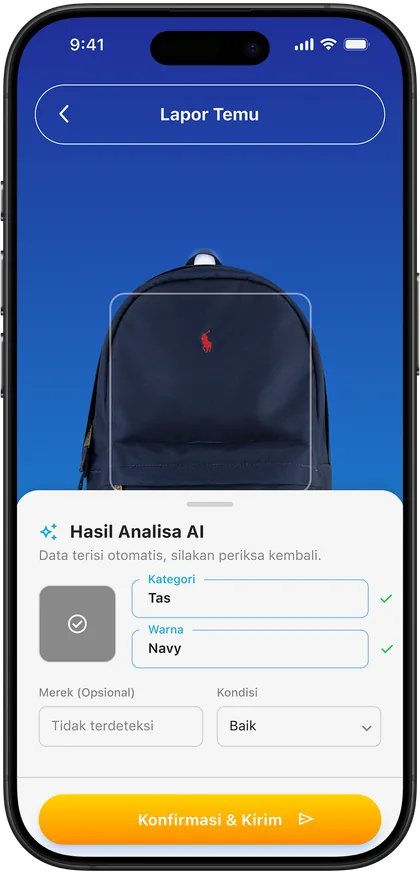 9:41
Lapor Temu
Hasil Analisa AI
Data terisi otomatis, silakan periksa kembali.
Kategori
Tas
Warna
Navy
Merek (Opsional)
Kondisi
Tidak terdeteksi
Baik
Konfirmasi & Kirim